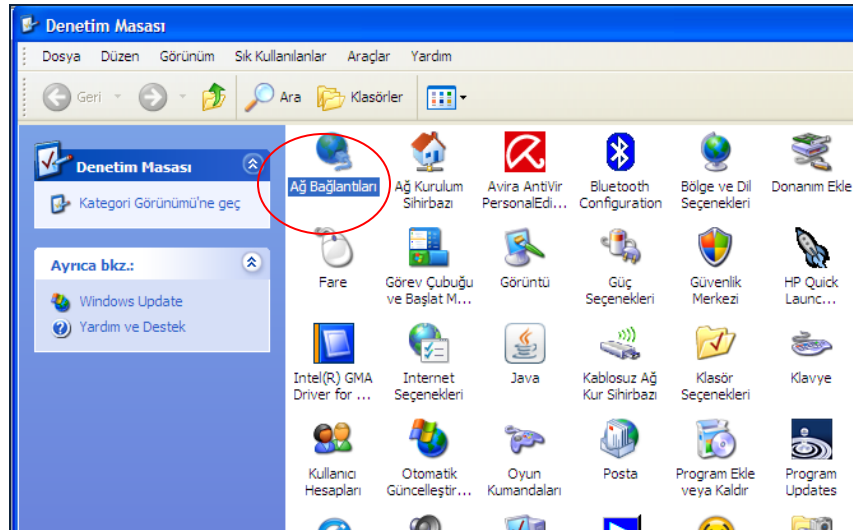 Denetim Masası
Dosya Düzen Görünüm Sık Kullanılanlar Araçlar Yardım
Geri Ara Klasörler
Denetim Masası
Kategori Görünümü'ne geç
Ayrıca bkz.:
Windows Update
Yardım ve Destek
Ağ Bağlantıları
Ağ Kurulum
Sihirbazı
Avira AntiVir
PersonalEdi...
Bluetooth
Configuration
Bölge ve Dil
Seçenekleri
Donanım Ekle
Fare
Görev Çubuğu
ve Başlat M...
Görüntü
Güç
Seçenekleri
Güvenlik
Merkezi
HP Quick
Launc...
Intel(R) GMA
Driver for ...
Internet
Seçenekleri
Java
Kablosuz Ağ
Kur Sihirbazı
Klasör
Seçenekleri
Klavye
Kullanıcı
Hesapları
Otomatik
Güncelleştir...
Oyun
Kumandaları
Posta
Program Ekle
veya Kaldır
Program
Updates